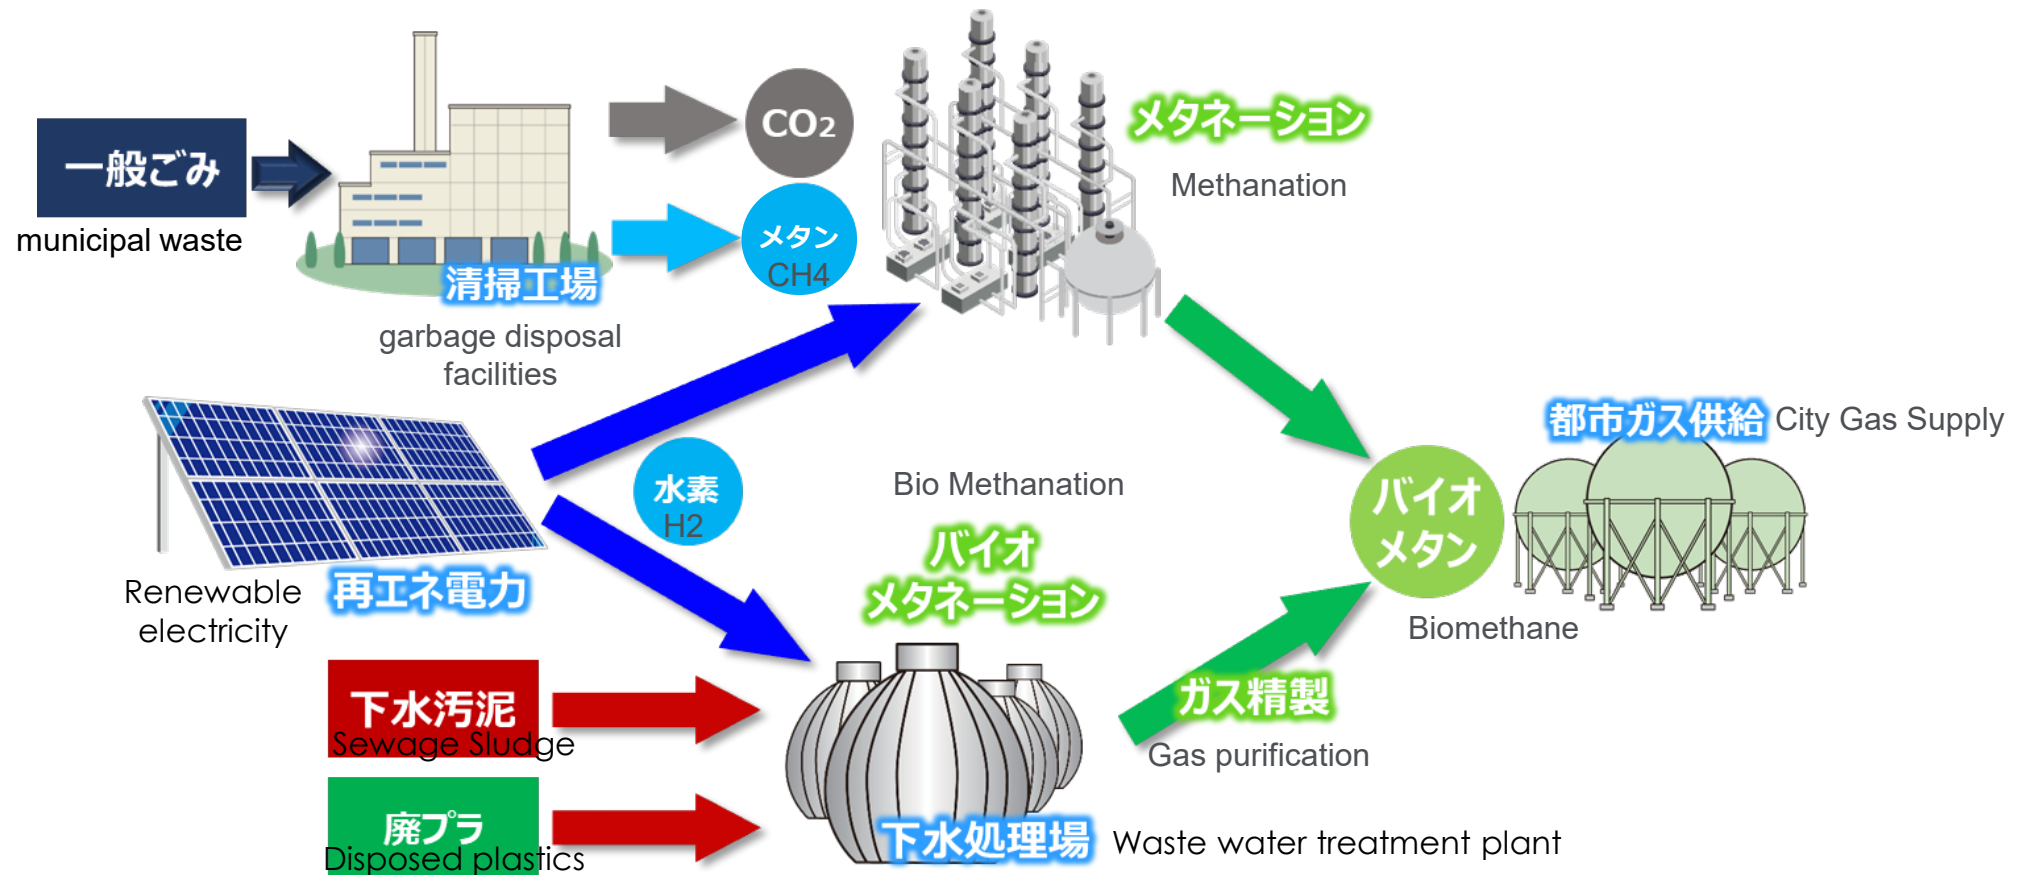 一般ごみ
municipal waste
清掃工場
garbage disposal
facilities
CO2
メタン
CH4
メタネーション
Methanation
再エネ電力
Renewable
electricity
水素
H2
Bio Methanation
バイオ
メタネーション
下水汚泥
Sewage Sludge
廃プラ
Disposed plastics
下水処理場
Waste water treatment plant
ガス精製
Gas purification
バイオ
メタン
Biomethane
都市ガス供給
City Gas Supply